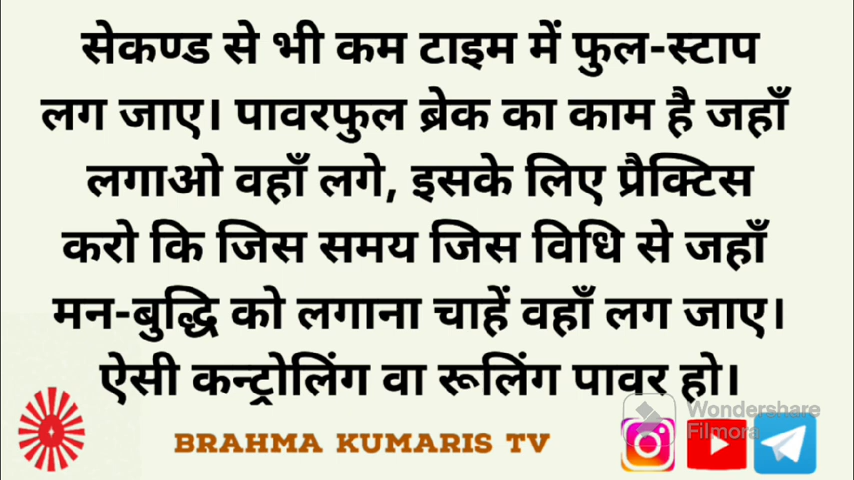 सेकण्ड से भी कम टाइम में फुल-स्टाप
लग जाए। पावरफुल ब्रेक का काम है जहाँ
लगाओ वहाँ लगे, इसके लिए प्रैक्टिस
करो कि जिस समय जिस विधि से जहाँ
मन-बुद्धि को लगाना चाहें वहाँ लग जाए।
ऐसी कन्ट्रोलिंग वा रूलिंग पावर हो।
BRAHMA KUMARIS TV
Wondershare
Filmora